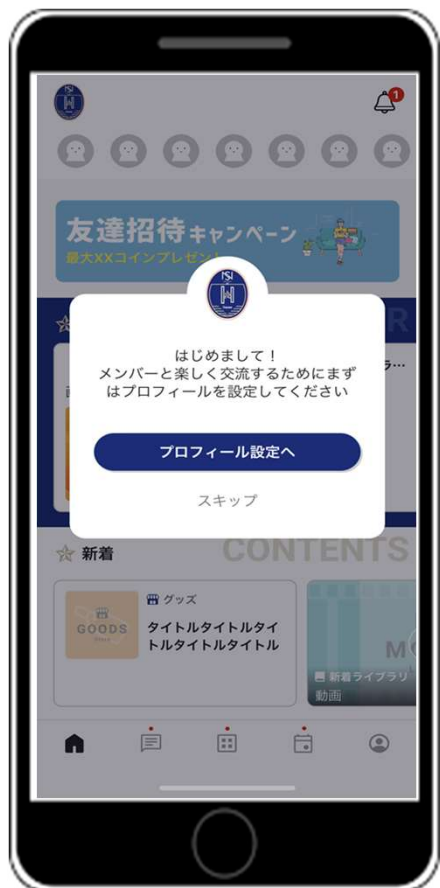 1
友達招待キャンペーン
最大XXコインプレゼント
R
はじめまして！
メンバーと楽しく交流するためにまず
はプロフィールを設定してください
プロフィール設定へ
スキップ
新着
CONTENTS
グッズ
GOODS
タイトルタイトルタイ
トルタイトルタイトル
M
新着ライブラリ
動画